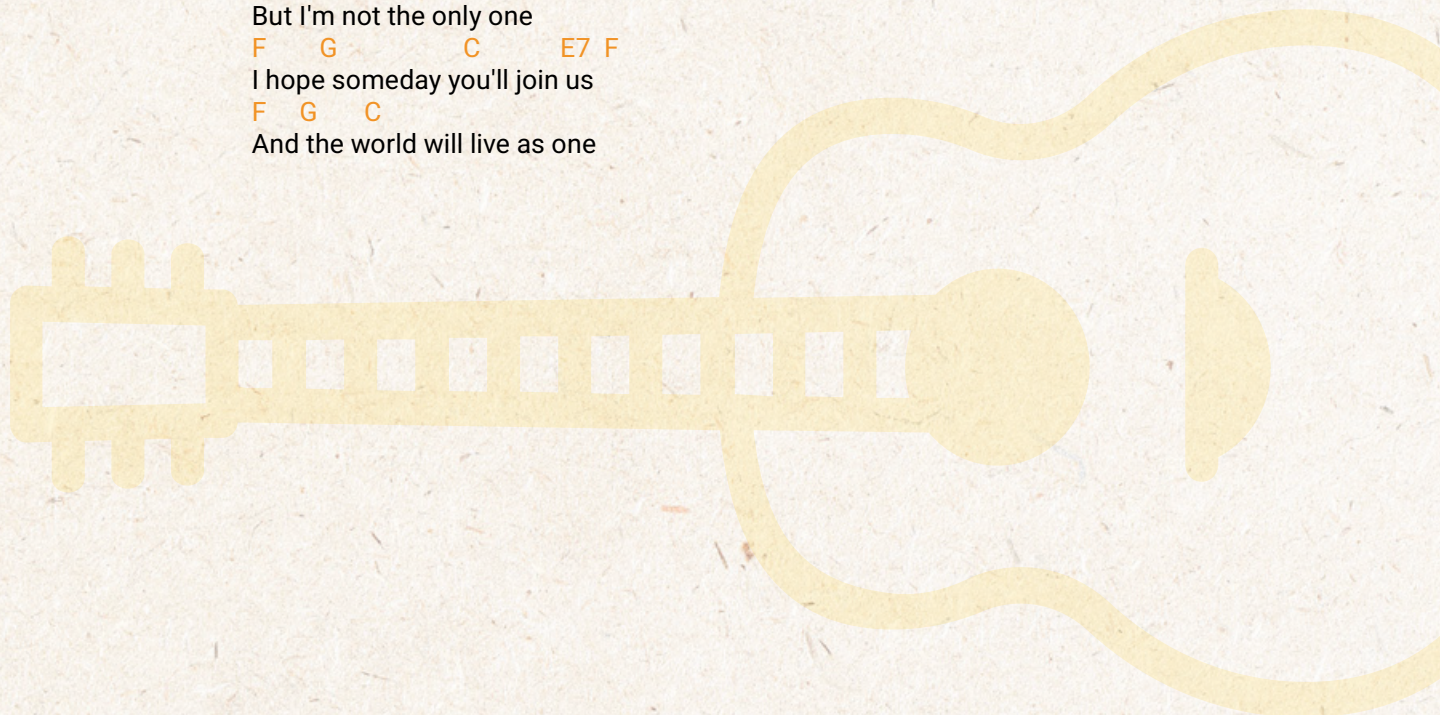 But I'm not the only one
F G C E7 F
I hope someday you'll join us
F G C
And the world will live as one